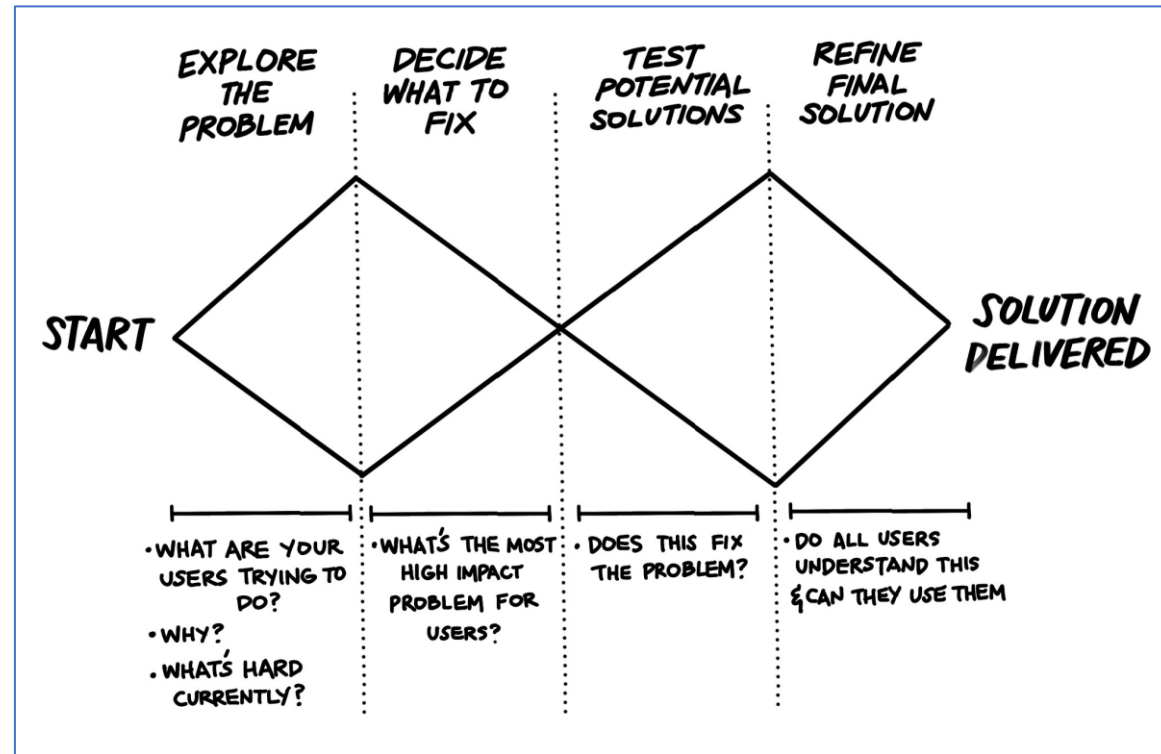 EXPLORE
THE
PROBLEM
DECIDE
WHAT TO
FIX
TEST
POTENTIAL
SOLUTIONS
REFINE
FINAL
SOLUTION
START
SOLUTION
DELIVERED
• WHAT ARE YOUR
USERS TRYING TO
DO?
• WHY?
• WHAT'S HARD
CURRENTLY?
• WHAT'S THE MOST
HIGH IMPACT
PROBLEM FOR
USERS?
• DOES THIS FIX
THE PROBLEM?
• DO ALL USERS
UNDERSTAND THIS
& CAN THEY USE THEM